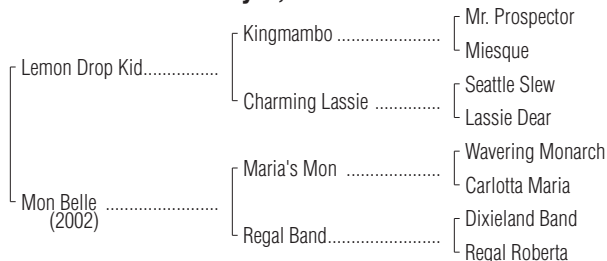 Mr. Prospector
Kingmambo ..................
Miesque
Lemon Drop Kid................
Seattle Slew
Charming Lassie ...............
Lassie Dear
Wavering Monarch
Maria's Mon ......................
Carlotta Maria
Mon Belle ..........................
(2002)
Dixieland Band
Regal Band..........................
Regal Roberta